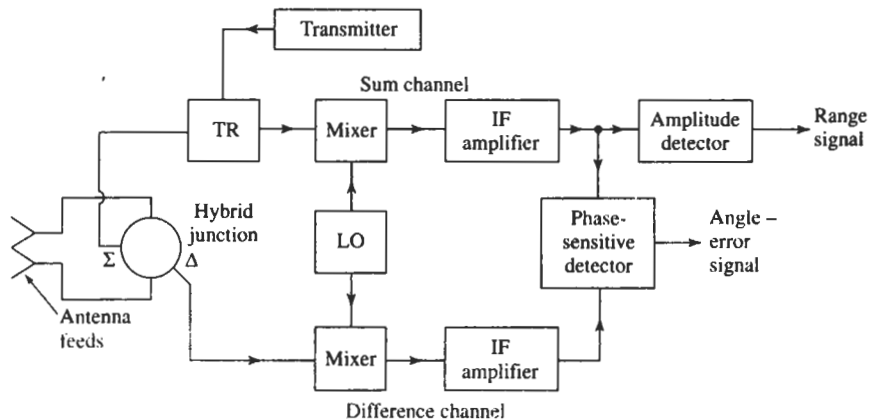 Transmitter
Sum channel
TR
Mixer
IF
amplifier
Amplitude
detector
Range
signal
Hybrid
junction
LO
Phase-
sensitive
detector
Angle –
error
signal
Σ
Δ
Antenna
feeds
Mixer
IF
amplifier
Difference channel